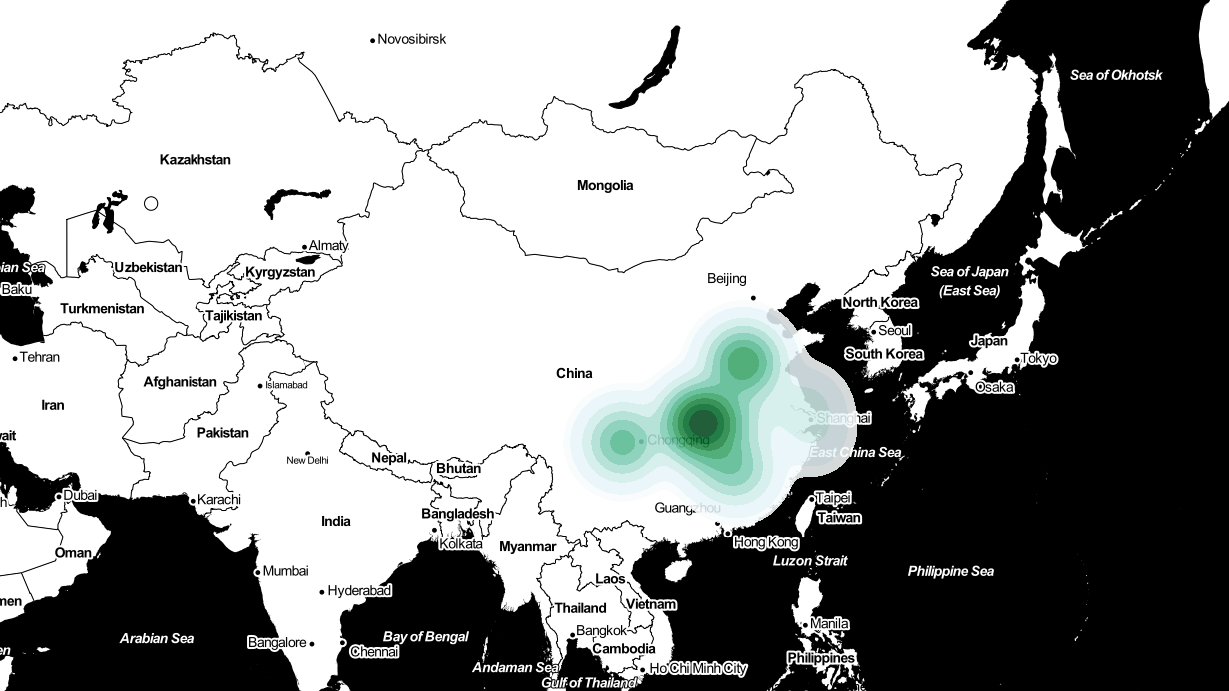 Novosibirsk
Sea of Okhotsk
Kazakhstan
Mongolia
Almaty
Uzbekistan
Kyrgyzstan
ian Sea
Baku
Turkmenistan
Tajikistan
Beijing
Sea of Japan
(East Sea)
North Korea
Seoul
South Korea
Japan
Tokyo
Tehran
Afghanistan
Islamabad
China
Osaka
Iran
Pakistan
Shanghai
Chongqing
wait
East China Sea
New Delhi
Nepal
Bhutan
Dubai
Karachi
Bangladesh
Guangzhou
Taipei
Taiwan
India
Kolkata
Myanmar
Hong Kong
Oman
Luzon Strait
Philippine Sea
Mumbai
Laos
Hyderabad
men
Thailand
Vietnam
Arabian Sea
Bay of Bengal
Bangkok
Manila
Bangalore
Chennai
Cambodia
en
Philippines
Andaman Sea
Ho Chi Minh City
Gulf of Thailand